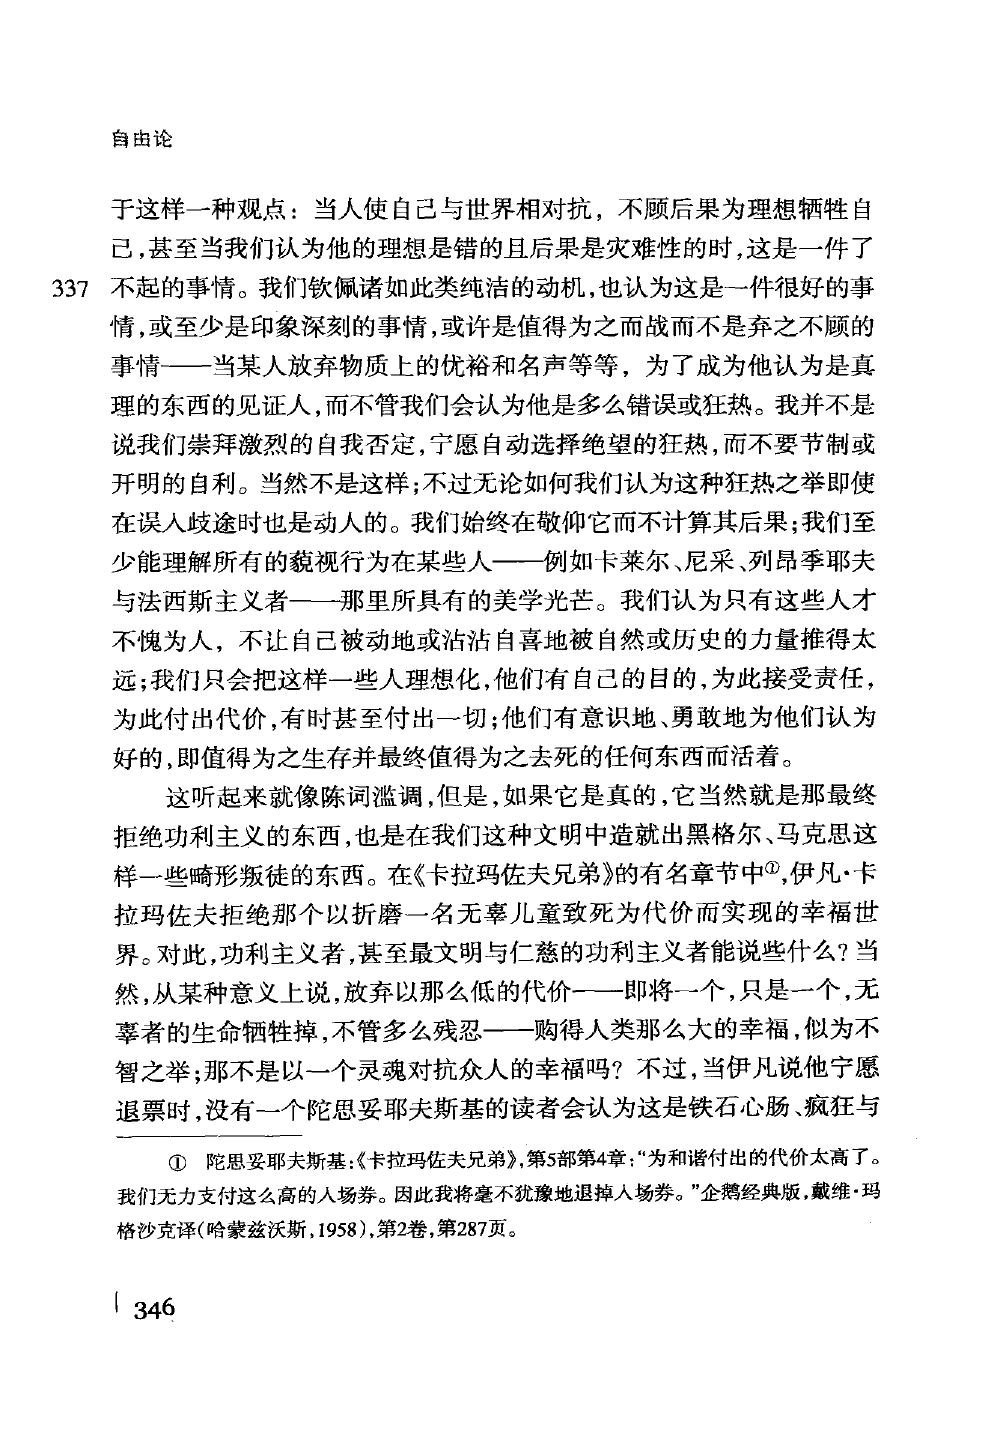 自由论
于这样一种观点：当人使自己与世界相对抗，不顾后果为理想牺牲自
己，甚至当我们认为他的理想是错的且后果是灾难性的时，这是一件了
337 不起的事情。我们钦佩诸如此类纯洁的动机，也认为这是一件很好的事
情，或至少是印象深刻的事情，或许是值得为之而战而不是弃之不顾的
事情——当某人放弃物质上的优裕和名声等等，为了成为他认为是真
理的东西的见证人，而不管我们会认为他是多么错误或狂热。我并不是
说我们崇拜激烈的自我否定，宁愿自动选择绝望的狂热，而不要节制或
开明的自利。当然不是这样；不过无论如何我们认为这种狂热之举即使
在误入歧途时也是动人的。我们始终在敬仰它而不计算其后果；我们至
少能理解所有的藐视行为在某些人——例如卡莱尔、尼采、列昂季耶夫
与法西斯主义者——那里所具有的美学光芒。我们认为只有这些人才
不愧为人，不让自己被动地或沾沾自喜地被自然或历史的力量推得太
远；我们只会把这样一些人理想化，他们有自己的目的，为此接受责任，
为此付出代价，有时甚至付出一切；他们有意识地、勇敢地为他们认为
好的，即值得为之生存并最终值得为之去死的任何东西而活着。
这听起来就像陈词滥调，但是，如果它是真的，它当然就是那最终
拒绝功利主义的东西，也是在我们这种文明中造就出黑格尔、马克思这
样一些畸形叛徒的东西。在《卡拉玛佐夫兄弟》的有名章节中①，伊凡·卡
拉玛佐夫拒绝那个以折磨一名无辜儿童致死为代价而实现的幸福世
界。对此，功利主义者，甚至最文明与仁慈的功利主义者能说些什么？当
然，从某种意义上说，放弃以那么低的代价——即将一个，只是一个，无
辜者的生命牺牲掉，不管多么残忍——购得人类那么大的幸福，似为不
智之举；那不是以一个灵魂对抗众人的幸福吗？不过，当伊凡说他宁愿
退票时，没有一个陀思妥耶夫斯基的读者会认为这是铁石心肠、疯狂与
① 陀思妥耶夫斯基：《卡拉玛佐夫兄弟》，第5部第4章：“为和谐付出的代价太高了。
我们无力支付这么高的入场券。因此我将毫不犹豫地退掉入场券。”企鹅经典版，戴维·玛
格沙克译（哈蒙兹沃斯，1958），第2卷，第287页。
346